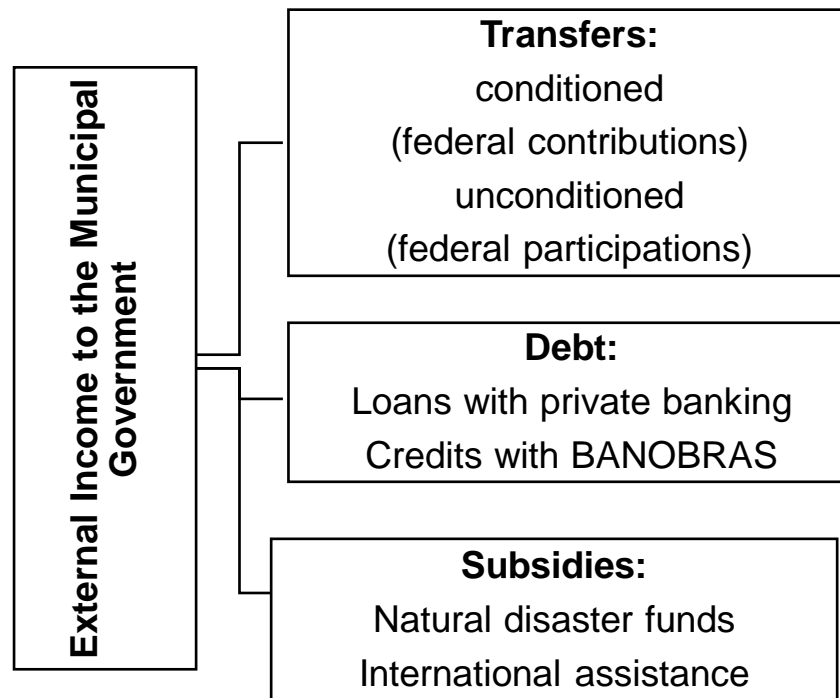 External Income to the Municipal
Government
Transfers:
conditioned
(federal contributions)
unconditioned
(federal participations)
Debt:
Loans with private banking
Credits with BANOBRAS
Subsidies:
Natural disaster funds
International assistance